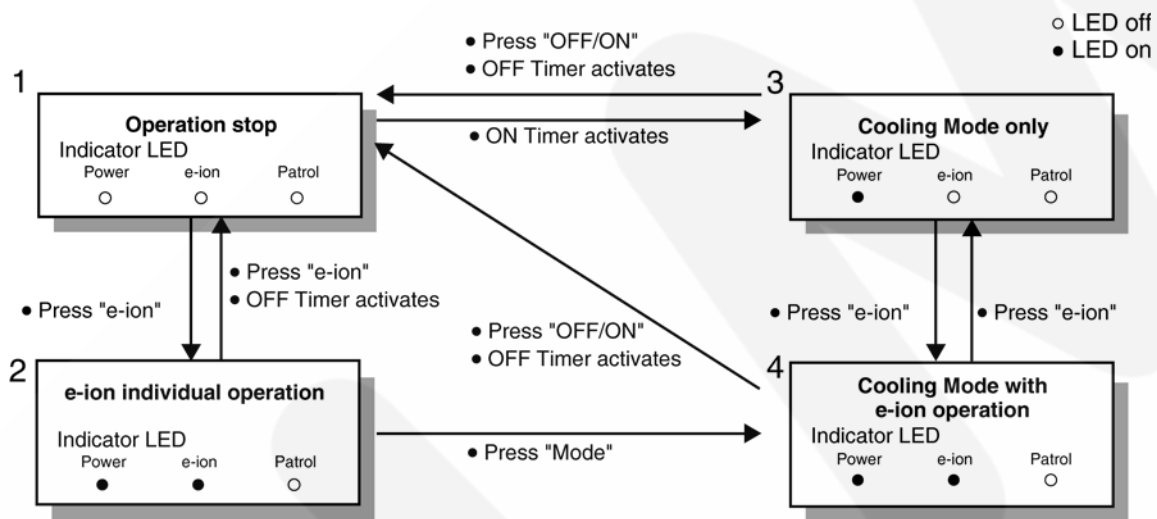 ○ LED off
● LED on
● Press "OFF/ON"
● OFF Timer activates
1
3
Operation stop
Indicator LED
Power e-ion Patrol
● ON Timer activates
Cooling Mode only
Indicator LED
Power e-ion Patrol
● Press "e-ion"
● Press "e-ion"
● OFF Timer activates
● Press "OFF/ON"
● OFF Timer activates
● Press "e-ion"
● Press "e-ion"
2
4
e-ion individual operation
Indicator LED
Power e-ion Patrol
● Press "Mode"
Cooling Mode with
e-ion operation
Indicator LED
Power e-ion Patrol